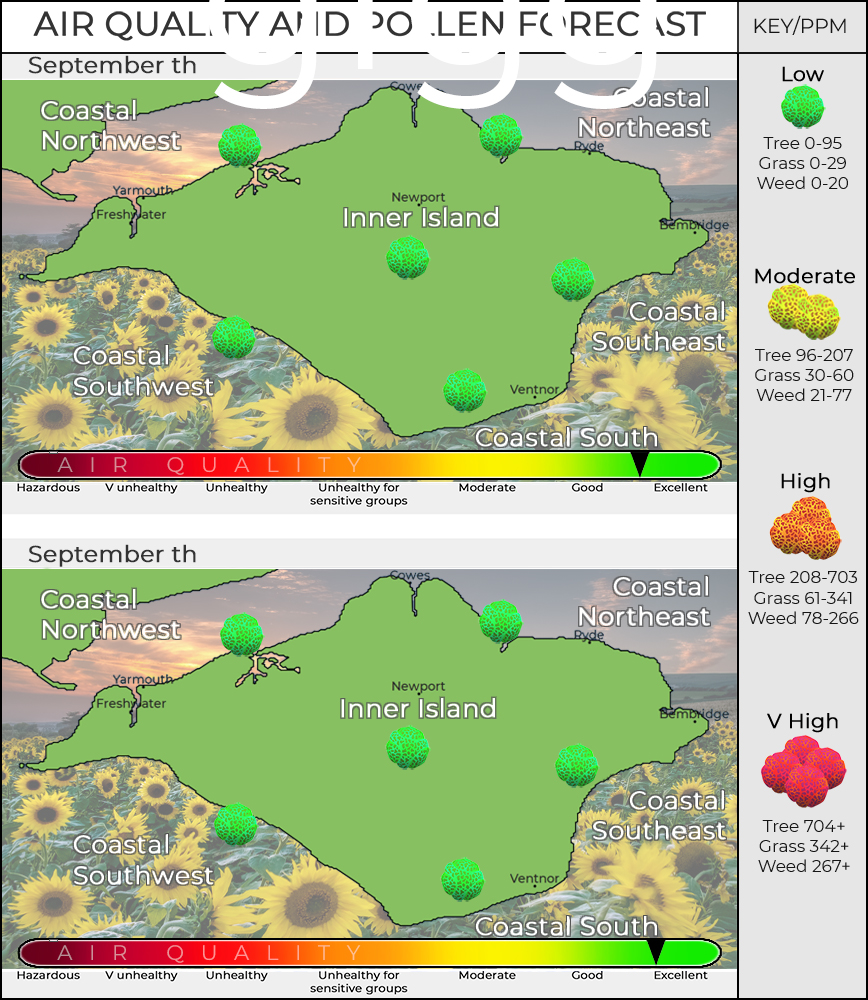 AIR QUALITY AND POLLEN FORECAST
September th
Coastal
Northwest
Cowes
Coastal
Northeast
Ryde
Yarmouth
Freshwater
Newport
Inner Island
Bembridge
Coastal
Southeast
Coastal
Southwest
Ventnor
Coastal South
AIR QUALITY
Hazardous V unhealthy Unhealthy Unhealthy for sensitive groups Moderate Good Excellent
September th
Coastal
Northwest
Cowes
Coastal
Northeast
Ryde
Yarmouth
Freshwater
Newport
Inner Island
Bembridge
Coastal
Southeast
Coastal
Southwest
Ventnor
Coastal South
AIR QUALITY
Hazardous V unhealthy Unhealthy Unhealthy for sensitive groups Moderate Good Excellent
KEY/PPM
Low
Tree 0-95
Grass 0-29
Weed 0-20
Moderate
Tree 96-207
Grass 30-60
Weed 21-77
High
Tree 208-703
Grass 61-341
Weed 78-266
V High
Tree 704+
Grass 342+
Weed 267+